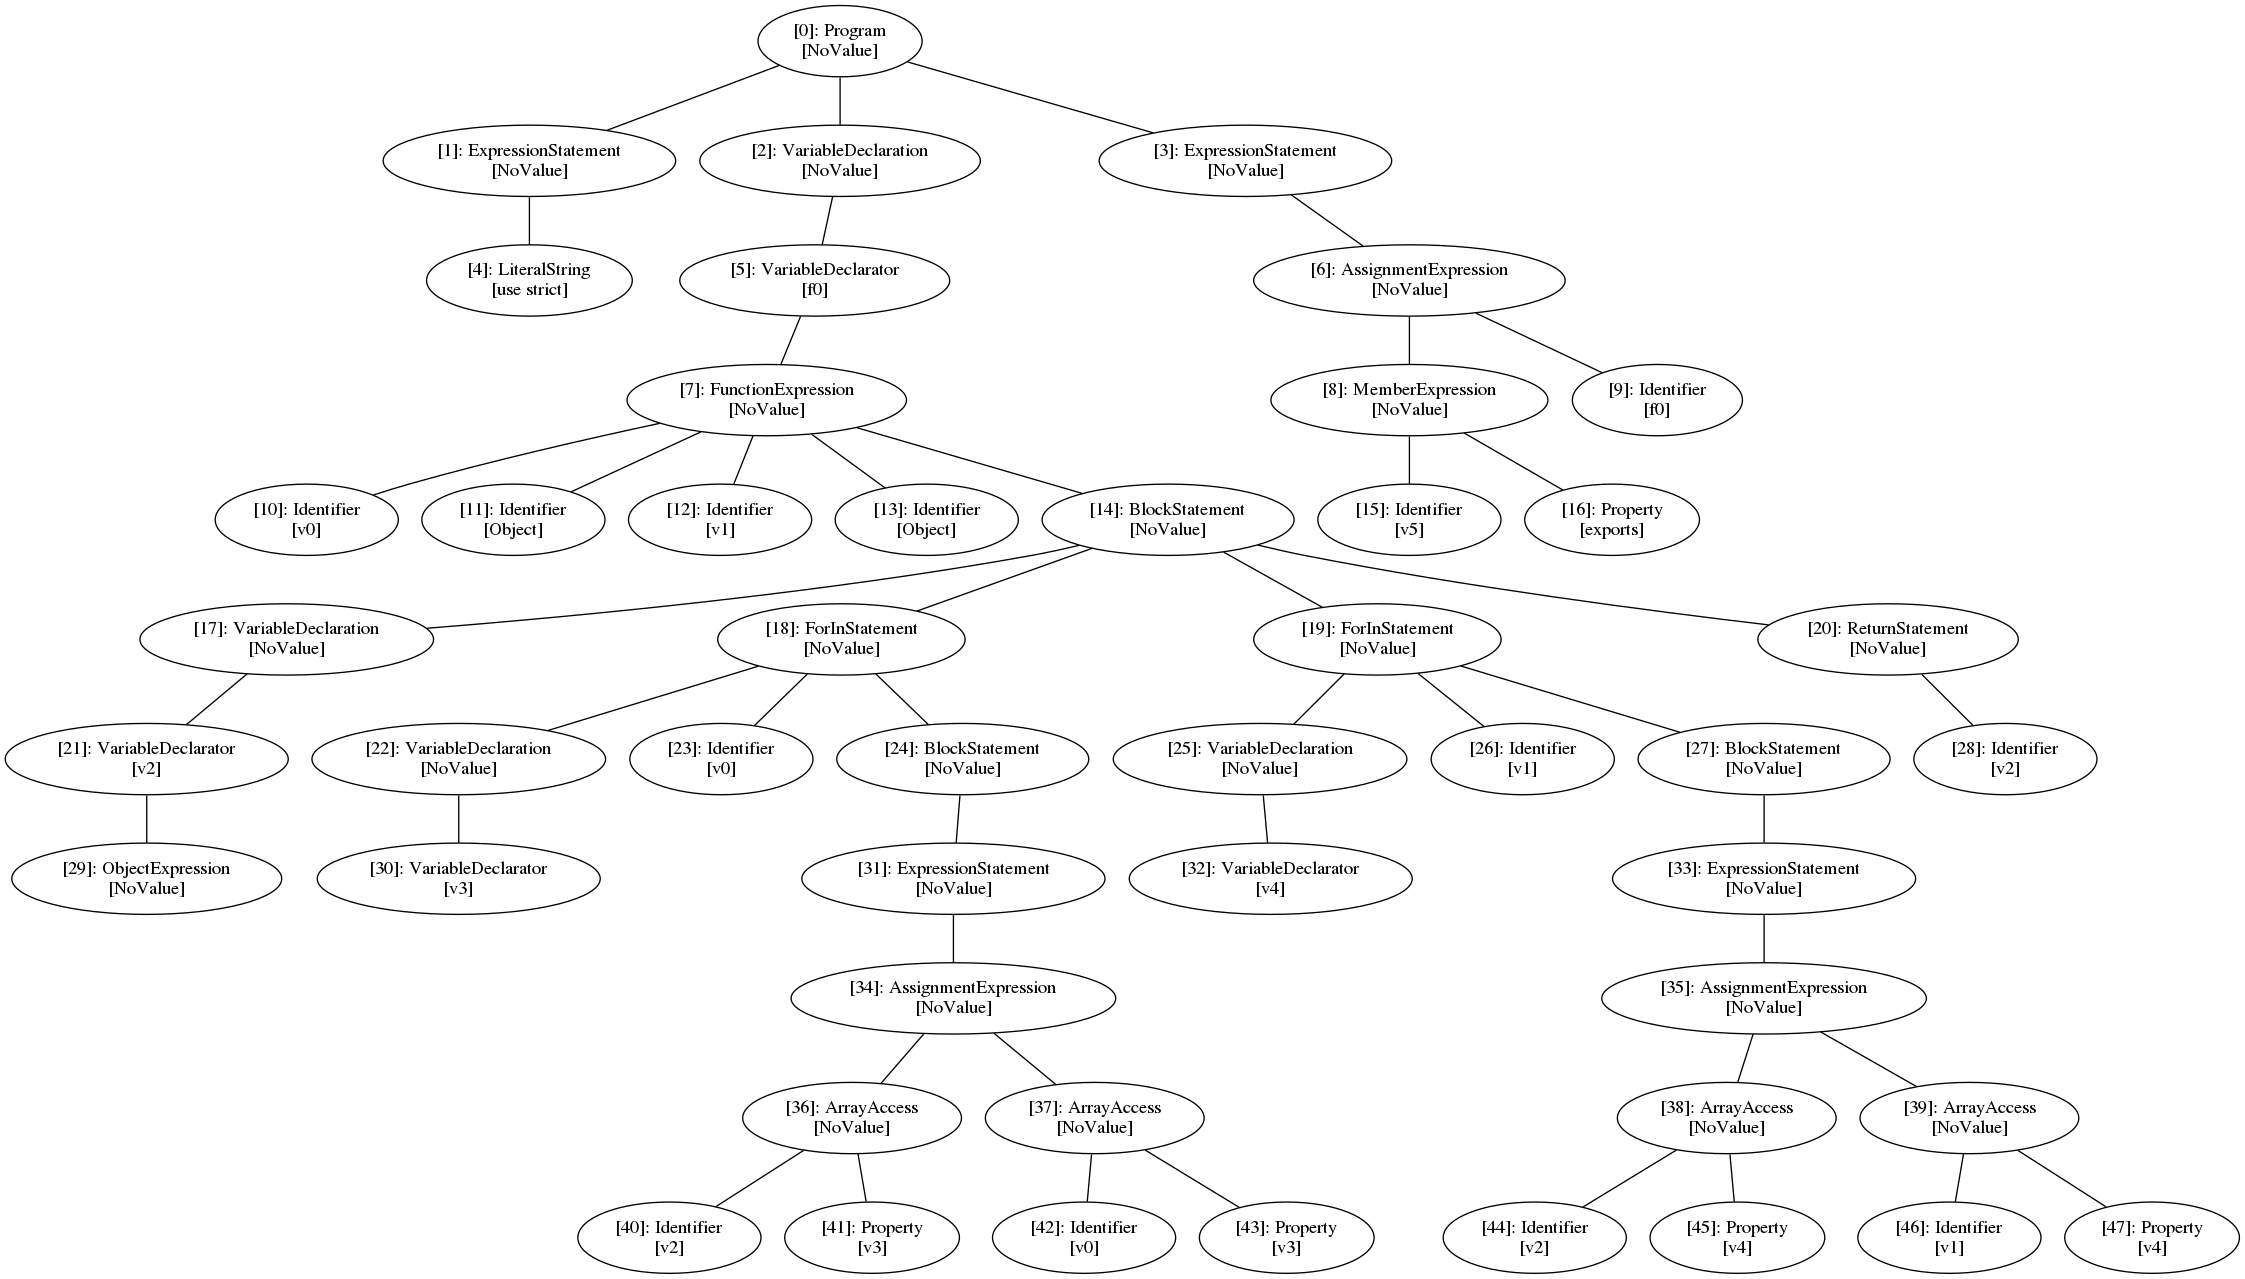 [0]: Program
[NoValue]
[1]: ExpressionStatement
[NoValue]
[2]: VariableDeclaration
[NoValue]
[3]: ExpressionStatement
[NoValue]
[4]: LiteralString
[use strict]
[5]: VariableDeclarator
[f0]
[6]: AssignmentExpression
[NoValue]
[7]: FunctionExpression
[NoValue]
[8]: MemberExpression
[NoValue]
[9]: Identifier
[f0]
[10]: Identifier
[v0]
[11]: Identifier
[Object]
[12]: Identifier
[v1]
[13]: Identifier
[Object]
[14]: BlockStatement
[NoValue]
[15]: Identifier
[v5]
[16]: Property
[exports]
[17]: VariableDeclaration
[NoValue]
[18]: ForInStatement
[NoValue]
[19]: ForInStatement
[NoValue]
[20]: ReturnStatement
[NoValue]
[21]: VariableDeclarator
[v2]
[22]: VariableDeclaration
[NoValue]
[23]: Identifier
[v0]
[24]: BlockStatement
[NoValue]
[25]: VariableDeclaration
[NoValue]
[26]: Identifier
[v1]
[27]: BlockStatement
[NoValue]
[28]: Identifier
[v2]
[29]: ObjectExpression
[NoValue]
[30]: VariableDeclarator
[v3]
[31]: ExpressionStatement
[NoValue]
[32]: VariableDeclarator
[v4]
[33]: ExpressionStatement
[NoValue]
[34]: AssignmentExpression
[NoValue]
[35]: AssignmentExpression
[NoValue]
[36]: ArrayAccess
[NoValue]
[37]: ArrayAccess
[NoValue]
[38]: ArrayAccess
[NoValue]
[39]: ArrayAccess
[NoValue]
[40]: Identifier
[v2]
[41]: Property
[v3]
[42]: Identifier
[v0]
[43]: Property
[v3]
[44]: Identifier
[v2]
[45]: Property
[v4]
[46]: Identifier
[v1]
[47]: Property
[v4]